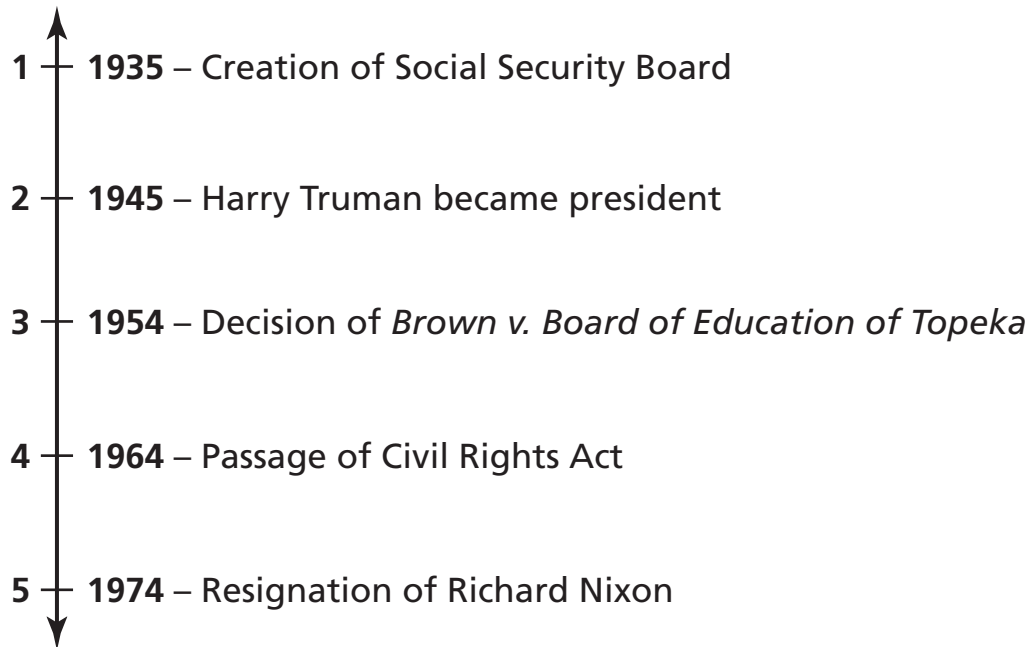 1 1935 – Creation of Social Security Board
2 1945 – Harry Truman became president
3 1954 – Decision of Brown v. Board of Education of Topeka
4 1964 – Passage of Civil Rights Act
5 1974 – Resignation of Richard Nixon